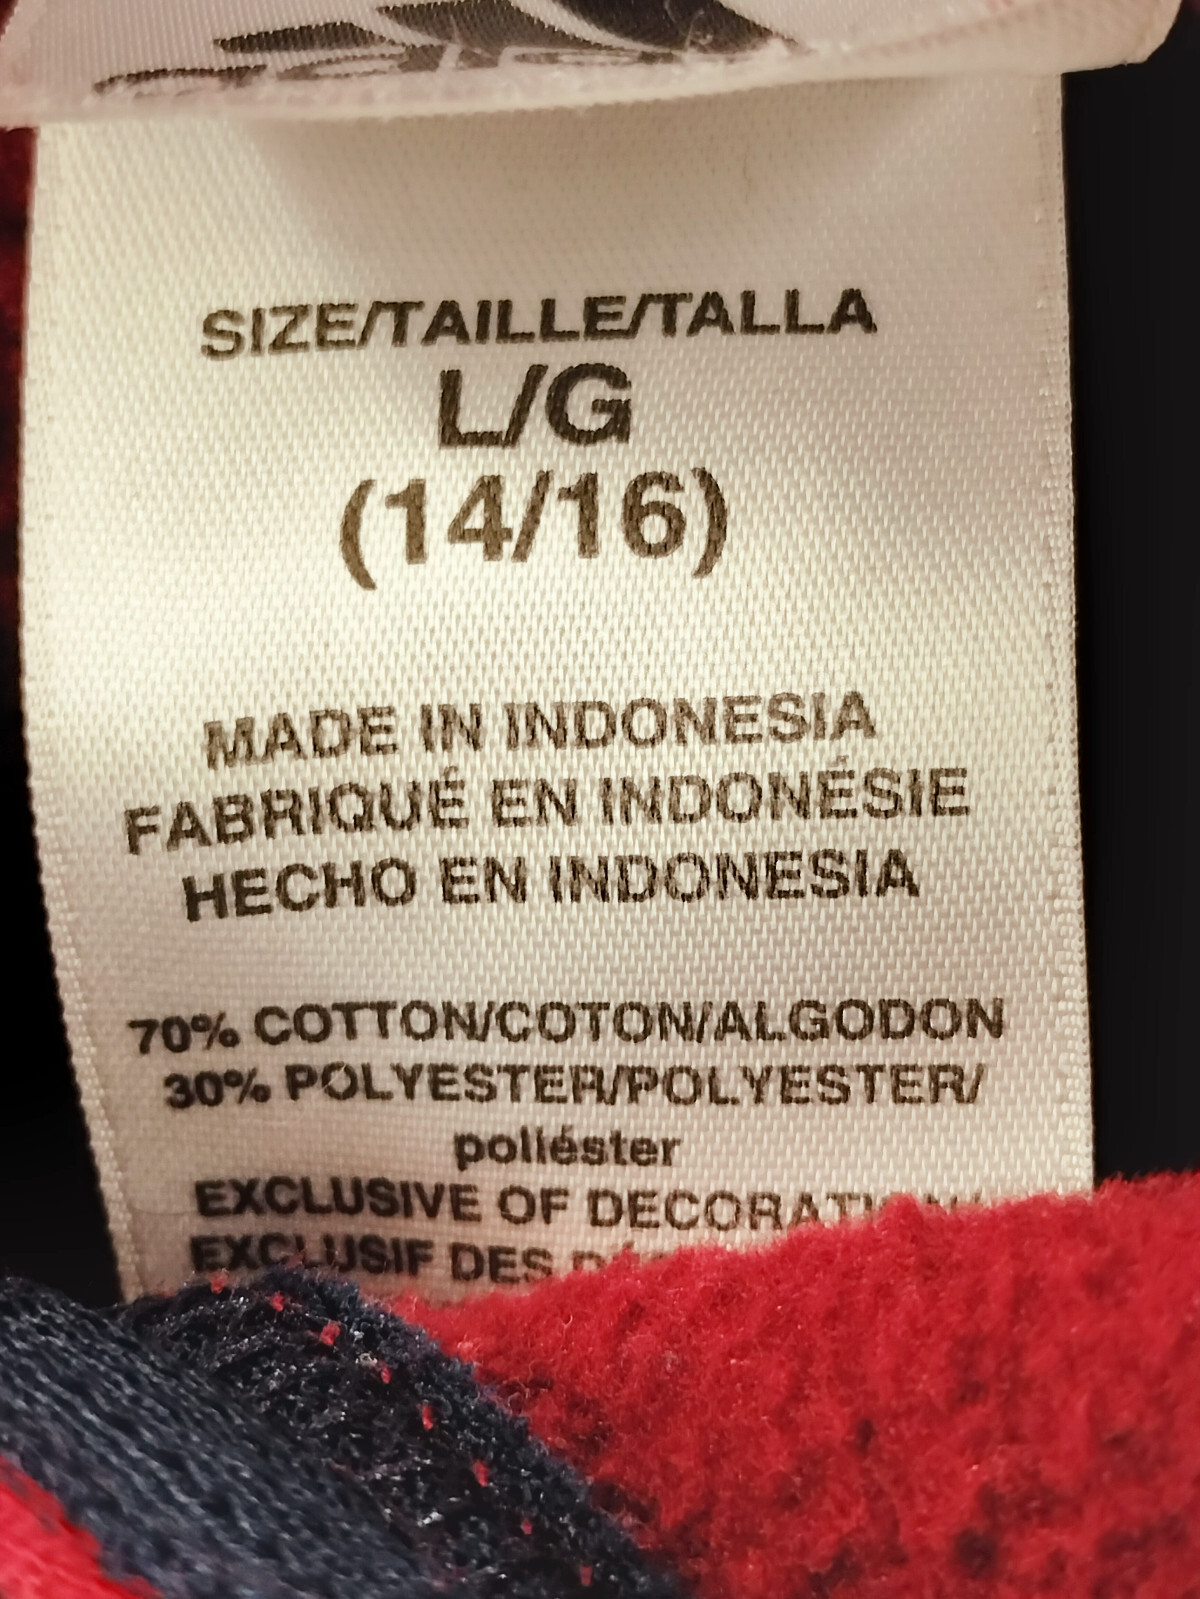 SIZE/TAILLE/TALLA
L/G
(14/16)
MADE IN INDONESIA
FABRIQUÉ EN INDONÉSIE
HECHO EN INDONESIA
70% COTTON/COTON/ALGODON
30% POLYESTER/POLYESTER/
poliéster
EXCLUSIVE OF
EXCLUSIF DES